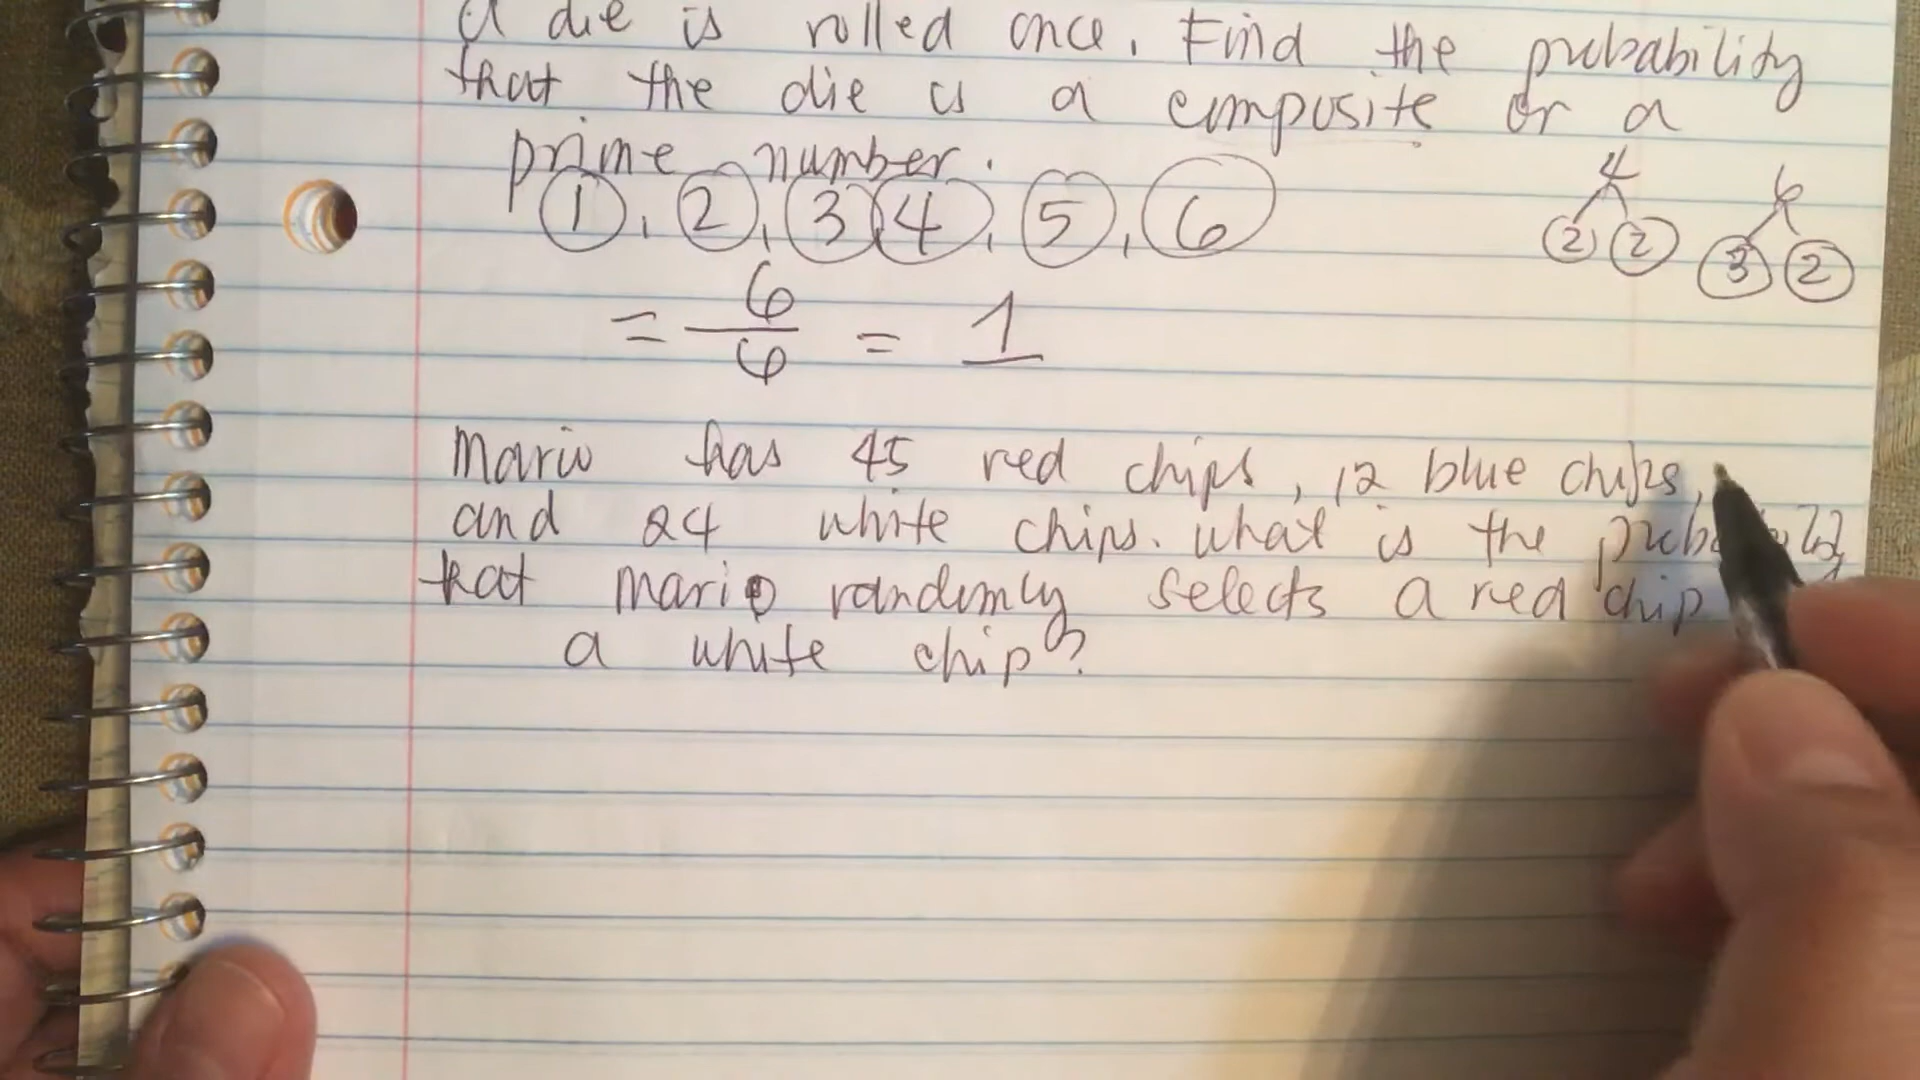 a die is rolled once. Find the probability
that the die is a composite or a
prime number.
1, 2, 3 4, 5, 6
4
2 2
6
3 2
= 6/6 = 1
Mario has 45 red chips, 12 blue chips,
and 24 white chips. What is the
that Mario randomly selects a red chip
a white chip?